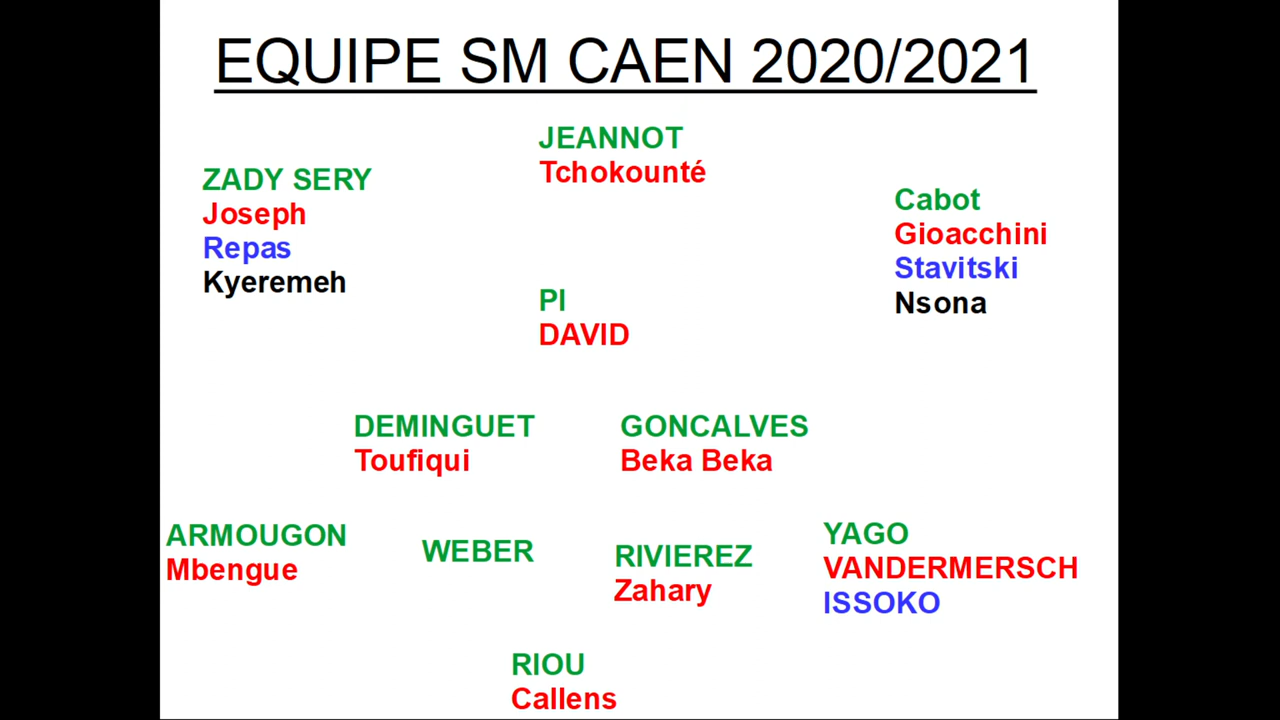 EQUIPE SM CAEN 2020/2021
JEANNOT
Tchokounté
ZADY SERY
Joseph
Repas
Kyeremeh
Cabot
Gioacchini
Stavitski
Nsona
PI
DAVID
DEMINGUET
Toufiqui
GONCALVES
Beka Beka
ARMOUGON
Mbengue
WEBER
RIVIEREZ
Zahary
YAGO
VANDERMERSCH
ISSOKO
RIOU
Callens